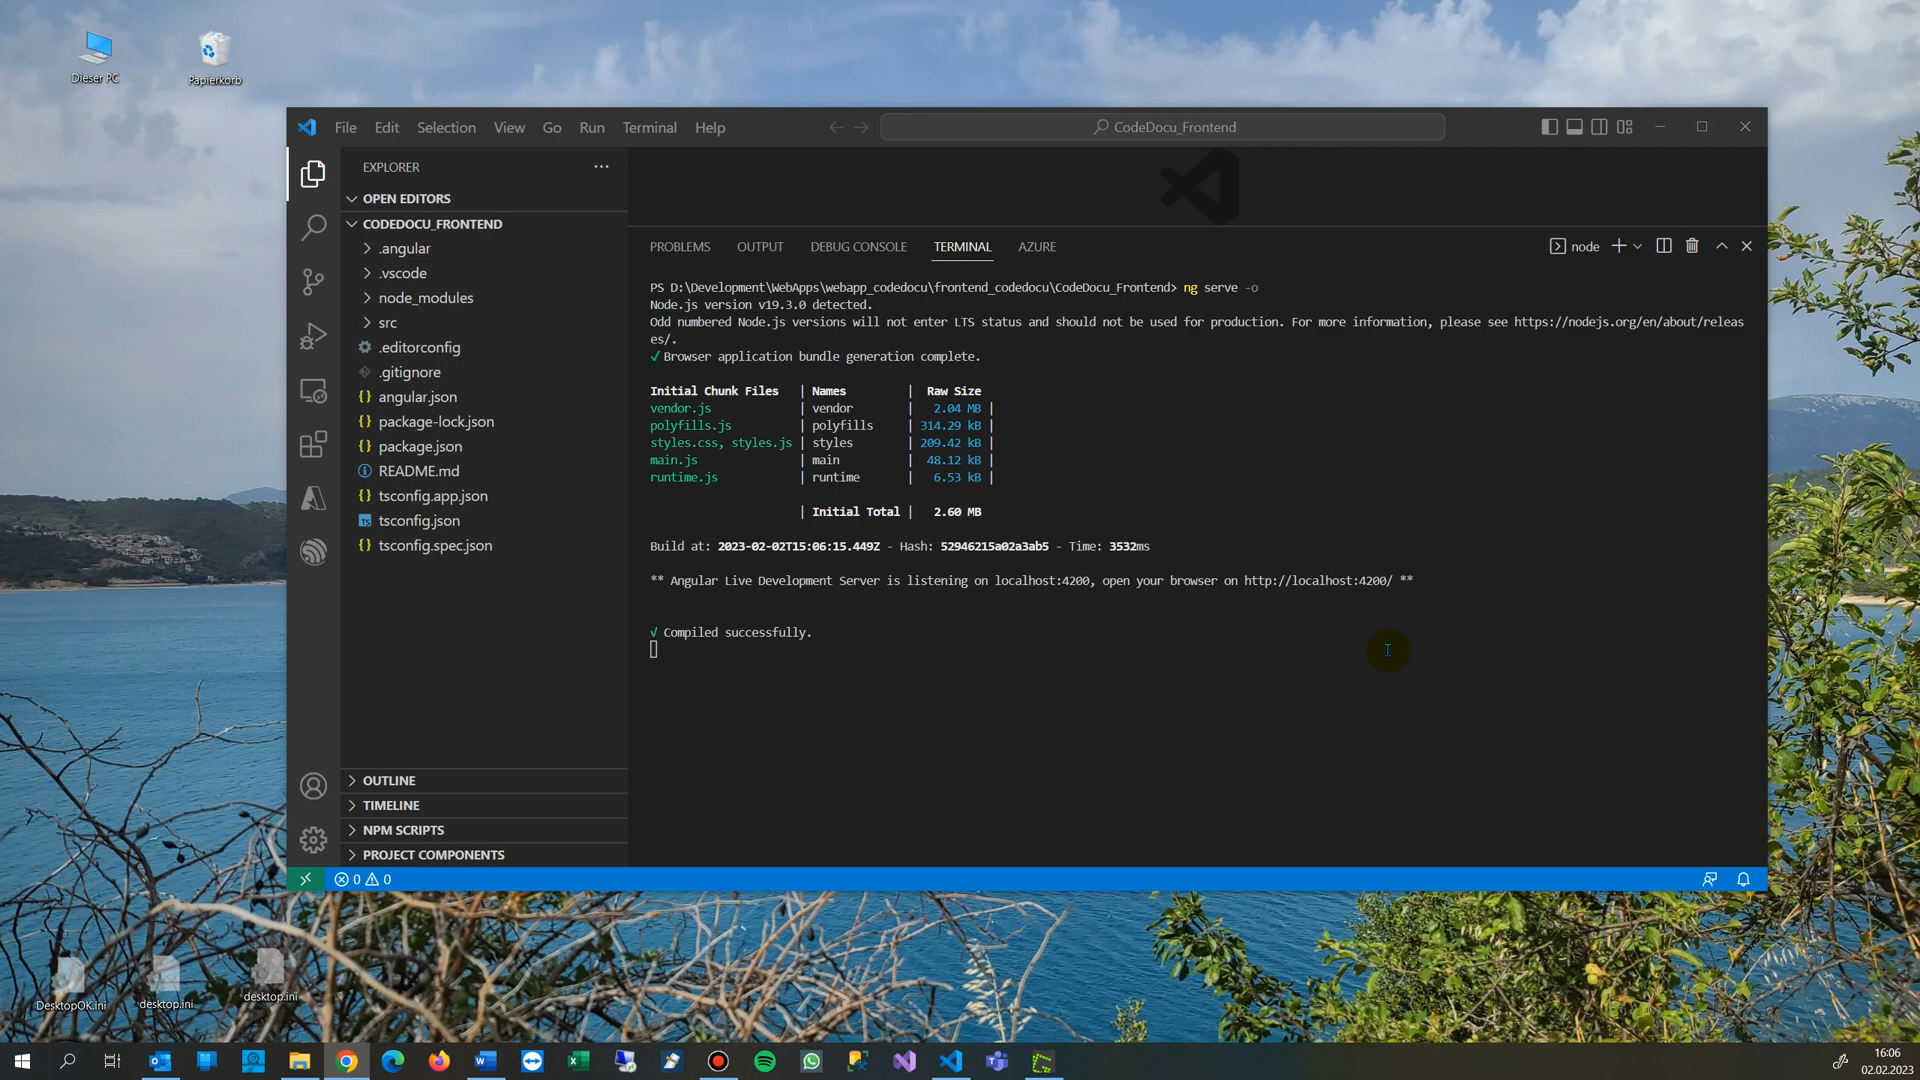 Dieser PC
Papierkorb
File Edit Selection View Go Run Terminal Help
CodeDocu_Frontend
EXPLORER
OPEN EDITORS
CODEDOCU_FRONTEND
.angular
.vscode
node_modules
src
.editorconfig
.gitignore
angular.json
package-lock.json
package.json
README.md
tsconfig.app.json
tsconfig.json
tsconfig.spec.json
OUTLINE
TIMELINE
NPM SCRIPTS
PROJECT COMPONENTS
PROBLEMS OUTPUT DEBUG CONSOLE TERMINAL AZURE
node
PS D:\Development\WebApps\webapp_codedocu\frontend_codedocu\CodeDocu_Frontend> ng serve -o
Node.js version v19.3.0 detected.
Odd numbered Node.js versions will not enter LTS status and should not be used for production. For more information, please see https://nodejs.org/en/about/releas
es/.
√ Browser application bundle generation complete.
Initial Chunk Files | Names | Raw Size
vendor.js | vendor | 2.04 MB |
polyfills.js | polyfills | 314.29 kB |
styles.css, styles.js | styles | 209.42 kB |
main.js | main | 48.12 kB |
runtime.js | runtime | 6.53 kB |
| Initial Total | 2.60 MB
Build at: 2023-02-02T15:06:15.449Z - Hash: 52946215a02a3ab5 - Time: 3532ms
** Angular Live Development Server is listening on localhost:4200, open your browser on http://localhost:4200/ **
√ Compiled successfully.
0 0
DesktopOK.ini
desktop.ini
desktop.ini
16:06
02.02.2023